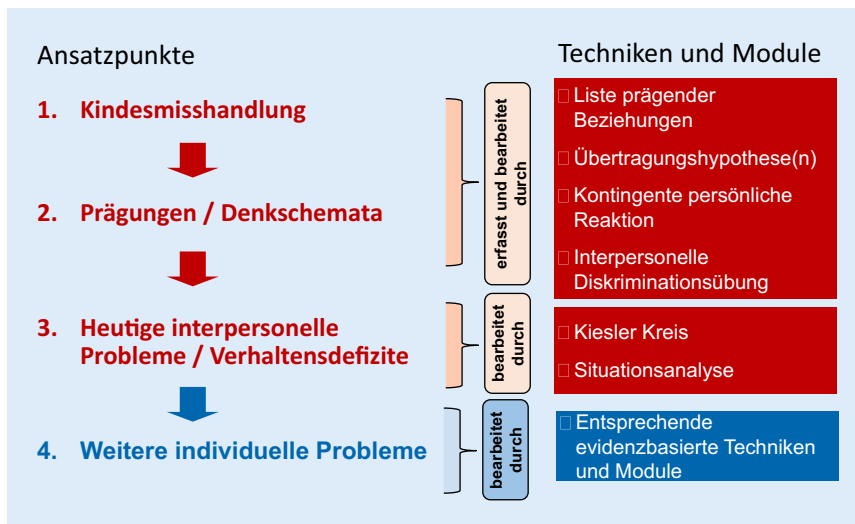 Ansatzpunkte
1. Kindesmisshandlung
2. Prägungen / Denkschemata
3. Heutige interpersonelle
Probleme / Verhaltensdefizite
4. Weitere individuelle Probleme
erfasst und bearbeitet
durch
bearbeitet
durch
bearbeitet
durch
Techniken und Module
Liste prägender
Beziehungen
Übertragungshypothese(n)
Kontingente persönliche
Reaktion
Interpersonelle
Diskriminationsübung
Kiesler Kreis
Situationsanalyse
Entsprechende
evidenzbasierte Techniken
und Module